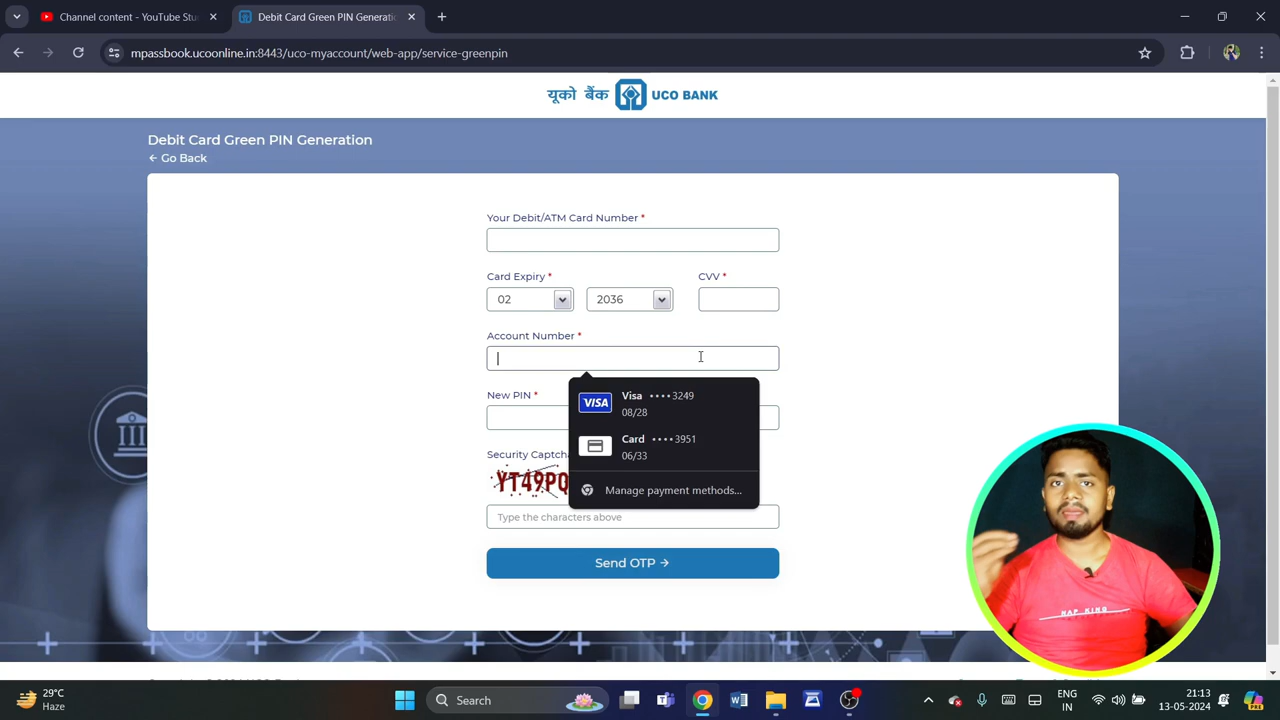 Channel content - YouTube Stu
Debit Card Green PIN Generatio
mpassbook.ucoonline.in:8443/uco-myaccount/web-app/service-greenpin
यूको बैंक UCO BANK
Debit Card Green PIN Generation
← Go Back
Your Debit/ATM Card Number *
Card Expiry * CVV *
02 2036
Account Number *
Visa •••• 3249
08/28
New PIN *
Card •••• 3951
06/33
Security Captcha
YT49PQ
Manage payment methods...
Type the characters above
Send OTP →
29°C
Haze
Search
ENG
IN
21:13
13-05-2024